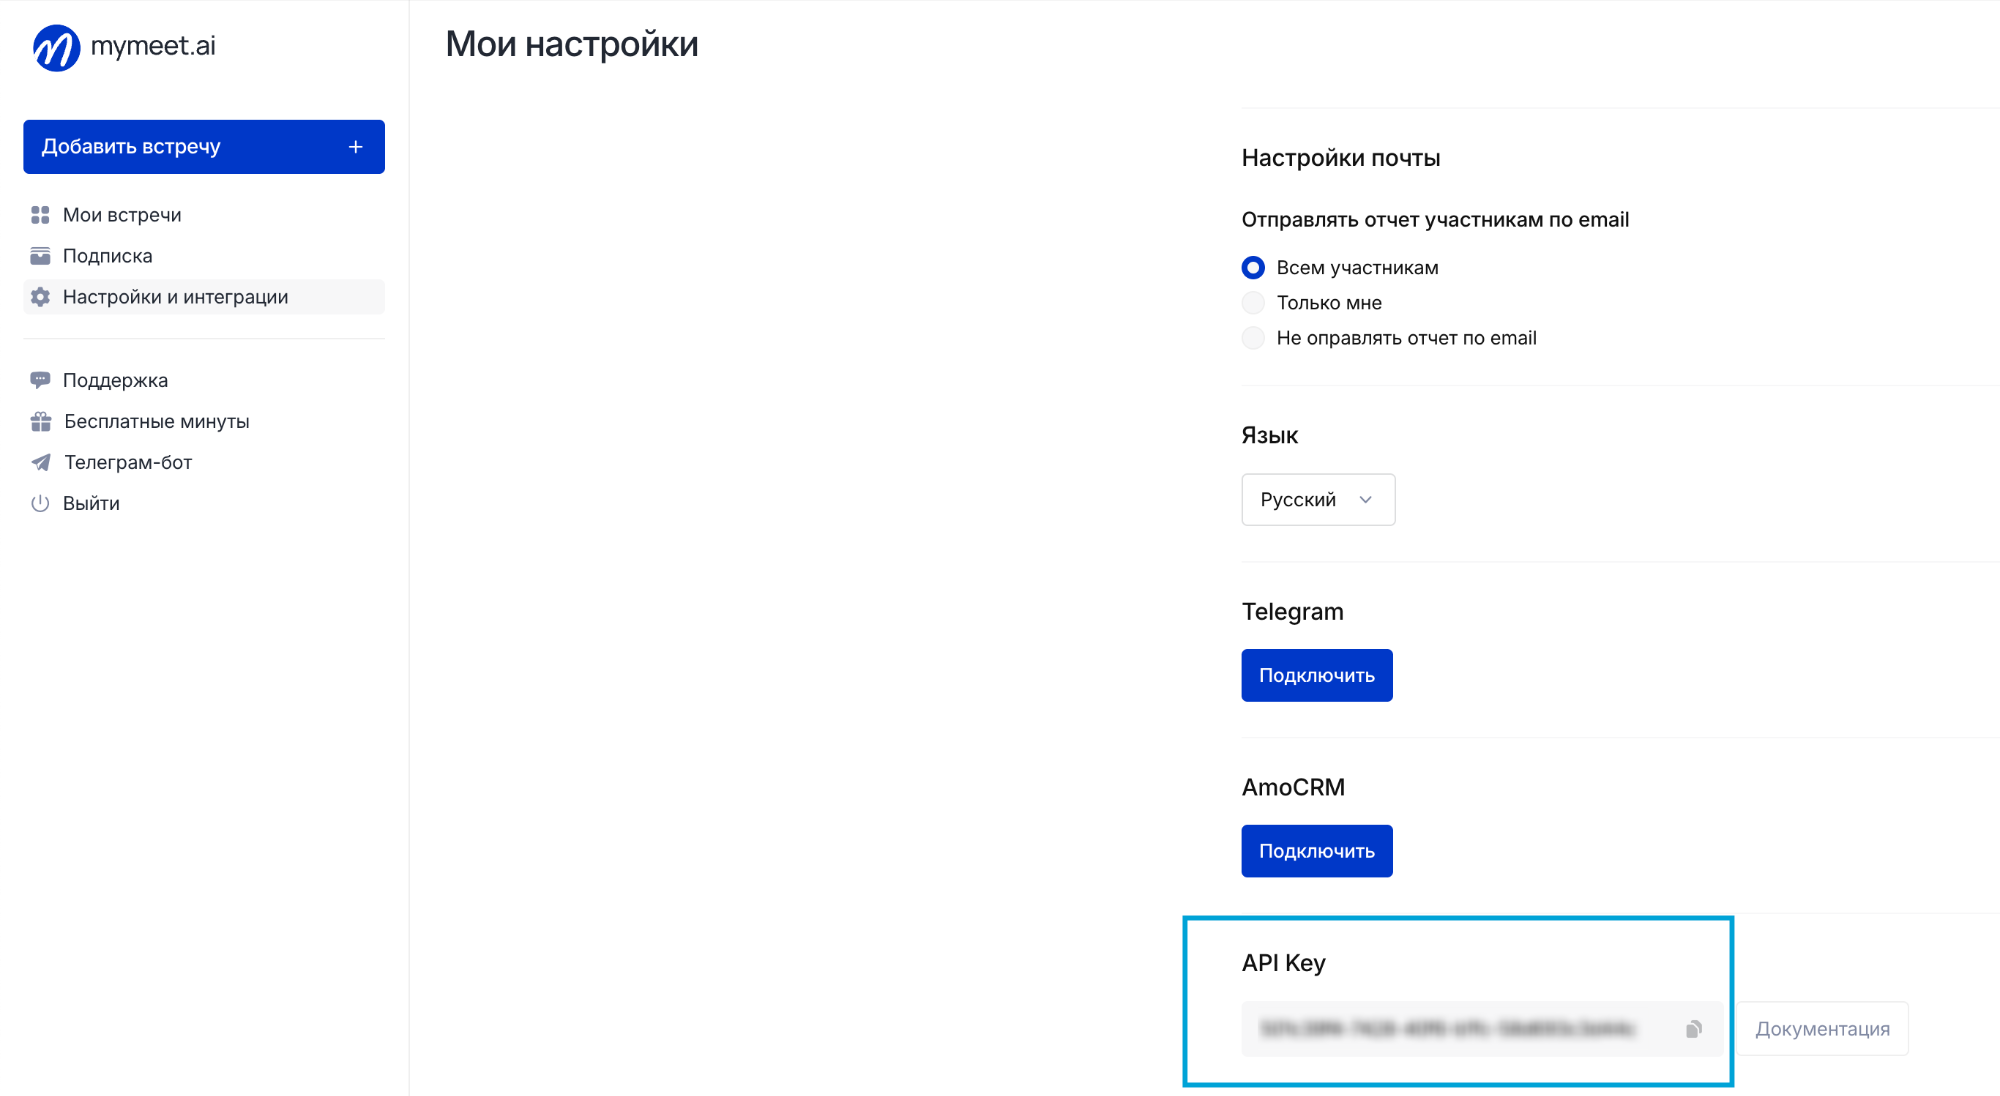 mymeet.ai
Добавить встречу +
Мои встречи
Подписка
Настройки и интеграции
Поддержка
Бесплатные минуты
Телеграм-бот
Выйти
Мои настройки
Настройки почты
Отправлять отчет участникам по email
Всем участникам
Только мне
Не оправлять отчет по email
Язык
Русский
Telegram
Подключить
AmoCRM
Подключить
API Key
Документация